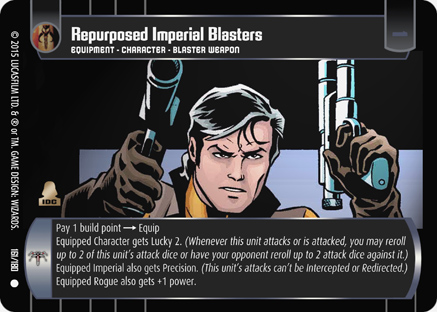 Repurposed Imperial Blasters
EQUIPMENT - CHARACTER - BLASTER WEAPON
© 2015 LUCASFILM LTD. & ® or TM. GAME DESIGN: WIZARDS.
Pay 1 build point → Equip
Equipped Character gets Lucky 2. (Whenever this unit attacks or is attacked, you may reroll
up to 2 of this unit's attack dice or have your opponent reroll up to 2 attack dice against it.)
Equipped Imperial also gets Precision. (This unit's attacks can't be Intercepted or Redirected.)
Equipped Rogue also gets +1 power.